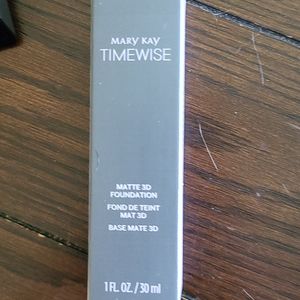 MARY KAY
TIMEWISE
MATTE 3D
FOUNDATION
FOND DE TEINT
MAT 3D
BASE MATE 3D
1 FL. OZ. / 30 ml